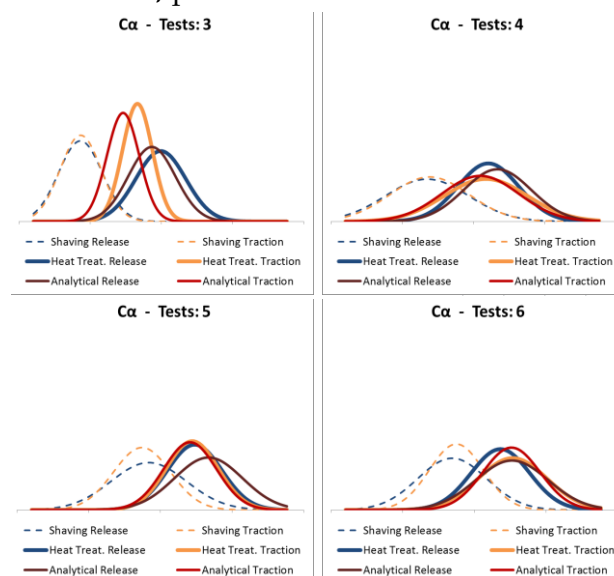 Cα - Tests: 3
Shaving Release Shaving Traction
Heat Treat. Release Heat Treat. Traction
Analytical Release Analytical Traction
Cα - Tests: 4
Shaving Release Shaving Traction
Heat Treat. Release Heat Treat. Traction
Analytical Release Analytical Traction
Cα - Tests: 5
Shaving Release Shaving Traction
Heat Treat. Release Heat Treat. Traction
Analytical Release Analytical Traction
Cα - Tests: 6
Shaving Release Shaving Traction
Heat Treat. Release Heat Treat. Traction
Analytical Release Analytical Traction